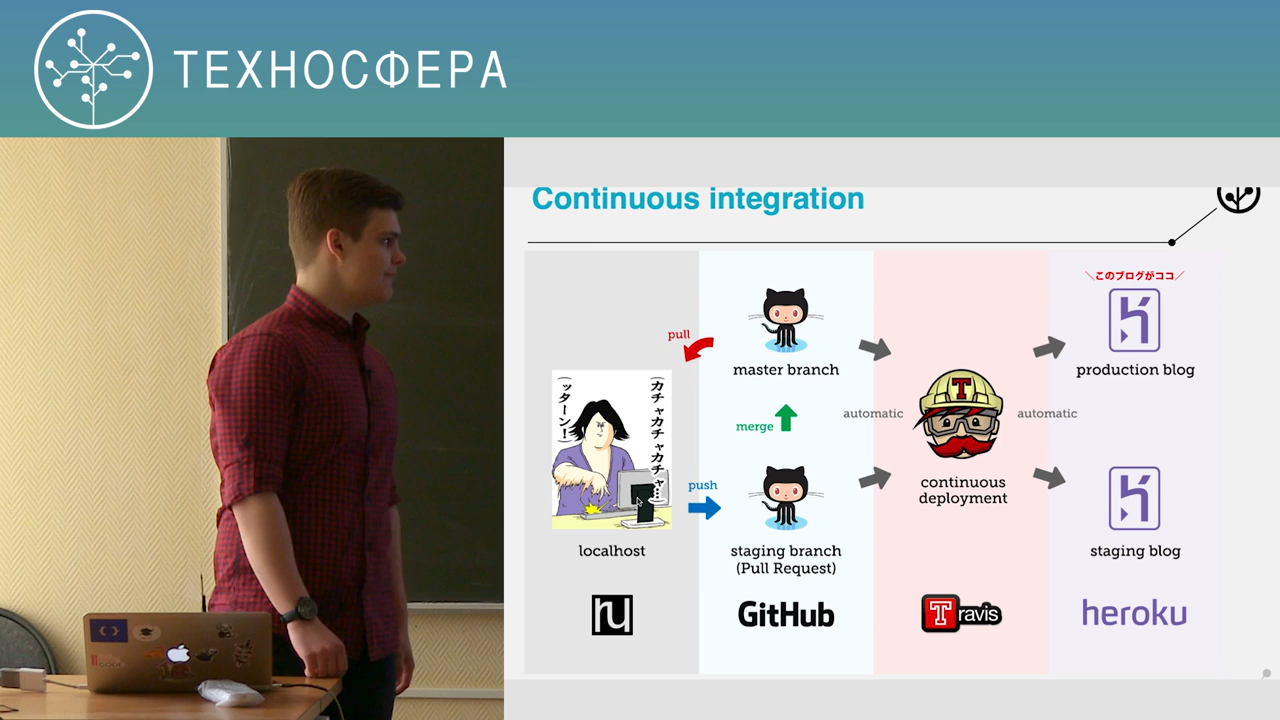 ТЕХНОСФЕРА
Continuous integration
＼このブログがココ／
pull
master branch
production blog
(カチャカチャカチャ…
(ッターン！)
automatic
automatic
merge
T
push
continuous
deployment
localhost
staging branch
(Pull Request)
staging blog
ru
GitHub
Travis
heroku